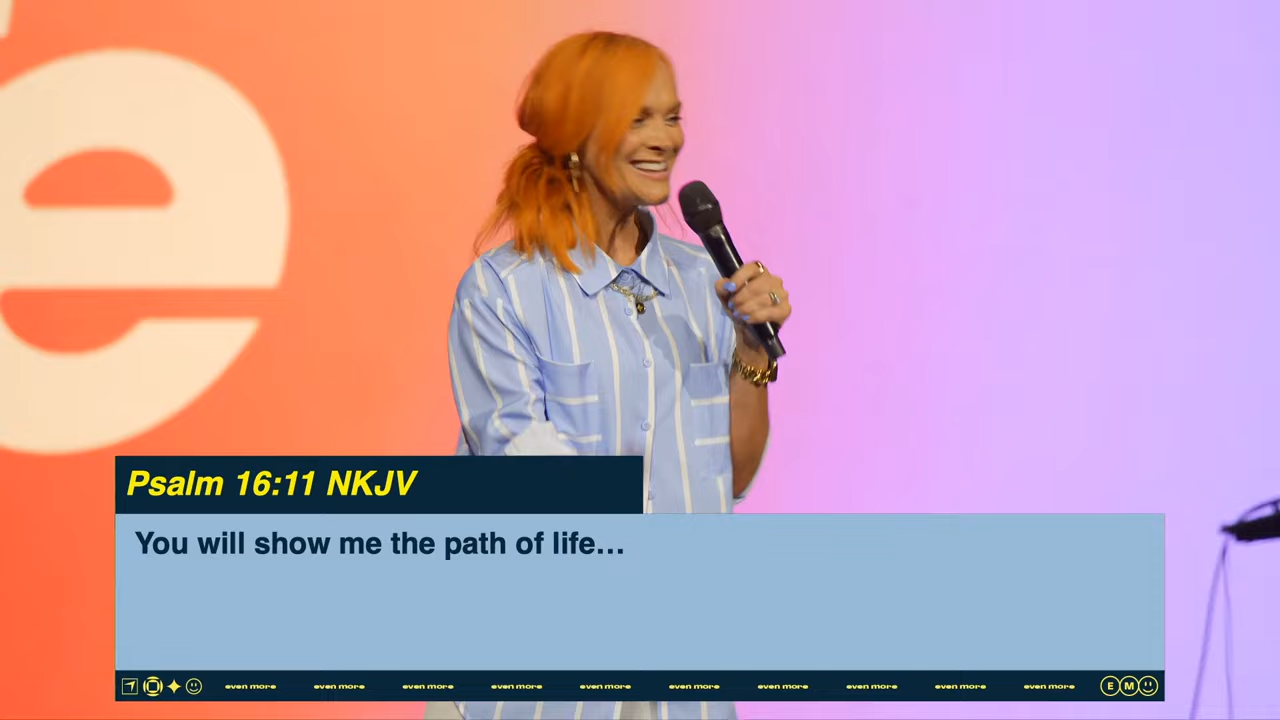 e
Psalm 16:11 NKJV
You will show me the path of life...
even more even more even more even more even more even more even more even more even more even more E M